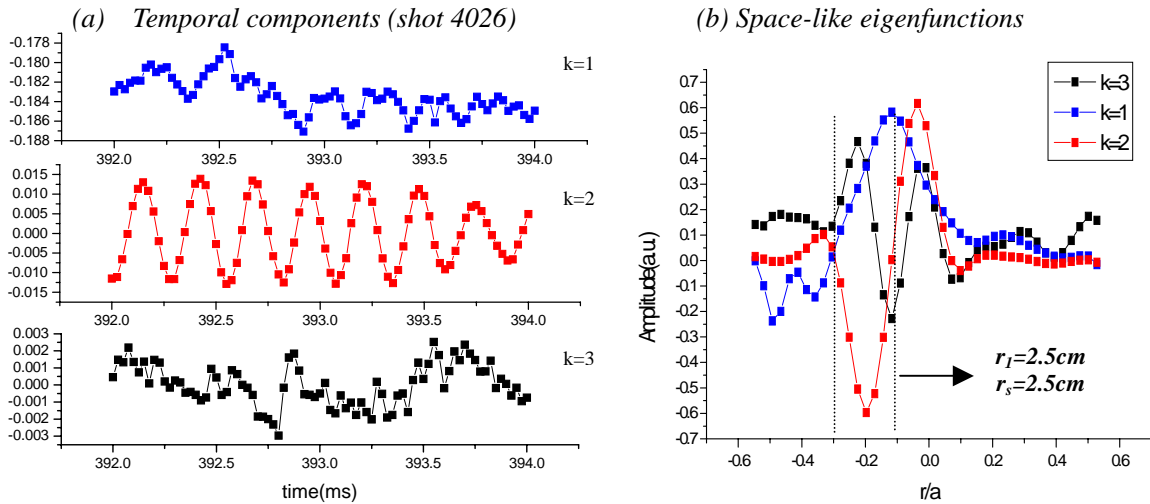 (a) Temporal components (shot 4026)
-0.178
-0.180
-0.182
-0.184
-0.186
-0.188
k=1
392.0 392.5 393.0 393.5 394.0
0.015
0.010
0.005
0.000
-0.005
-0.010
-0.015
k=2
392.0 392.5 393.0 393.5 394.0
0.003
0.002
0.001
0.000
-0.001
-0.002
-0.003
k=3
392.0 392.5 393.0 393.5 394.0
time(ms)
(b) Space-like eigenfunctions
0.7
0.6
0.5
0.4
0.3
0.2
0.1
0.0
-0.1
-0.2
-0.3
-0.4
-0.5
-0.6
-0.7
Amplitude(a.u.)
k=3
k=1
k=2
r1=2.5cm
rs=2.5cm
-0.6 -0.4 -0.2 0.0 0.2 0.4 0.6
r/a